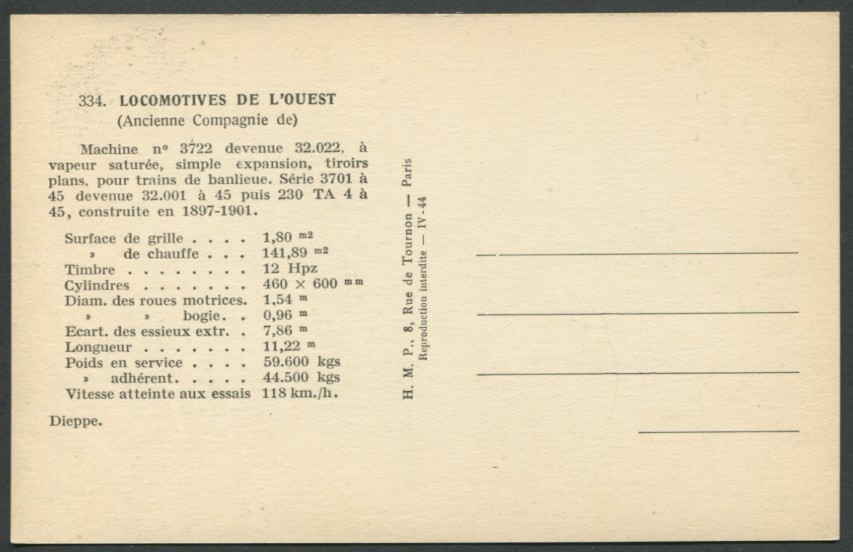 334. LOCOMOTIVES DE L'OUEST
(Ancienne Compagnie de)
Machine nº 3722 devenue 32.022, à
vapeur saturée, simple expansion, tiroirs
plans, pour trains de banlieue. Série 3701 à
45 devenue 32.001 à 45 puis 230 TA 4 à
45, construite en 1897-1901.
Surface de grille . . . . 1,80 m2
» de chauffe . . . 141,89 m2
Timbre . . . . . . . . 12 Hpz
Cylindres . . . . . . . 460 × 600 mm
Diam. des roues motrices. 1,54 m
» » bogie. . 0,96 m
Ecart. des essieux extr. . 7,86 m
Longueur . . . . . . . 11,22 m
Poids en service . . . . 59.600 kgs
» adhérent. . . . . 44.500 kgs
Vitesse atteinte aux essais 118 km./h.
Dieppe.
H. M. P., 8, Rue de Tournon — Paris
Reproduction interdite — IV-44